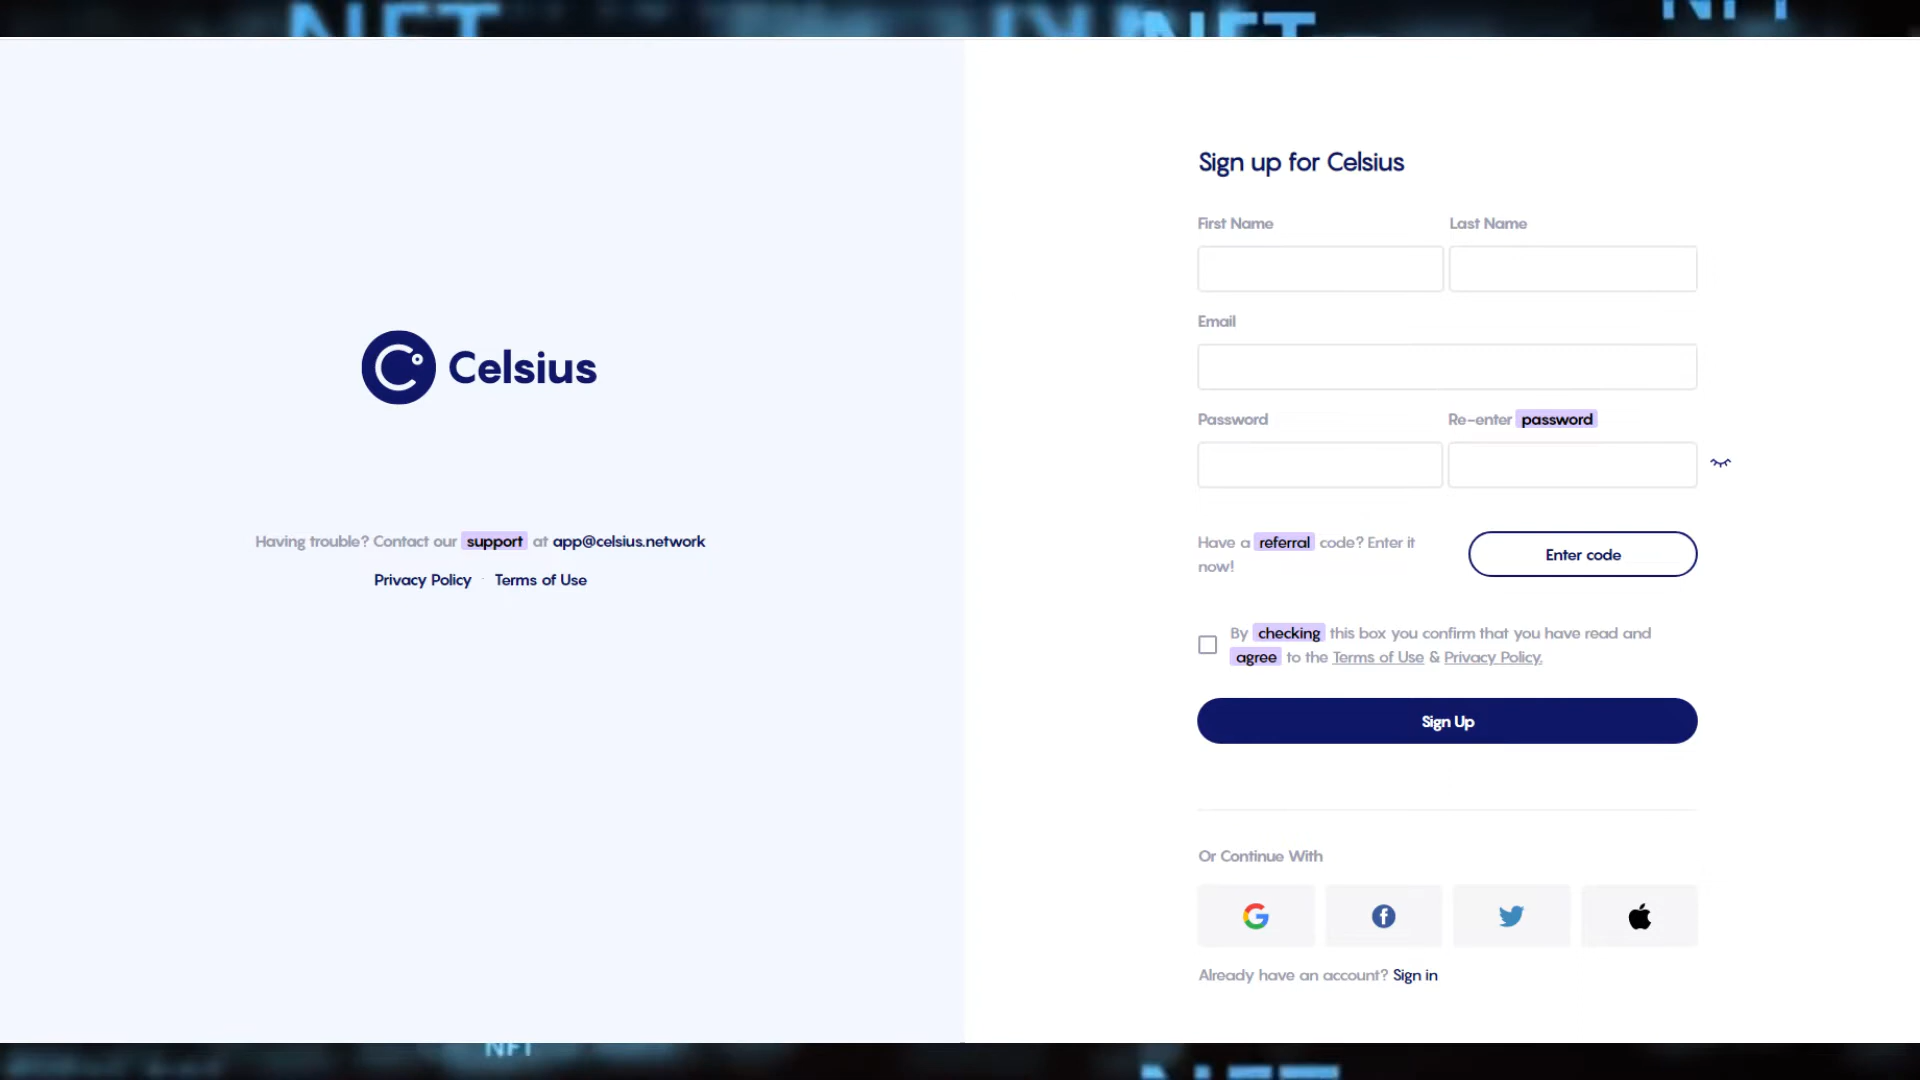 NFT
NFT
Celsius
Having trouble? Contact our support at app@celsius.network
Privacy Policy · Terms of Use
Sign up for Celsius
First Name
Last Name
Email
Password
Re-enter password
Have a referral code? Enter it
now!
Enter code
By checking this box you confirm that you have read and
agree to the Terms of Use & Privacy Policy.
Sign Up
Or Continue With
Already have an account? Sign in
NFT